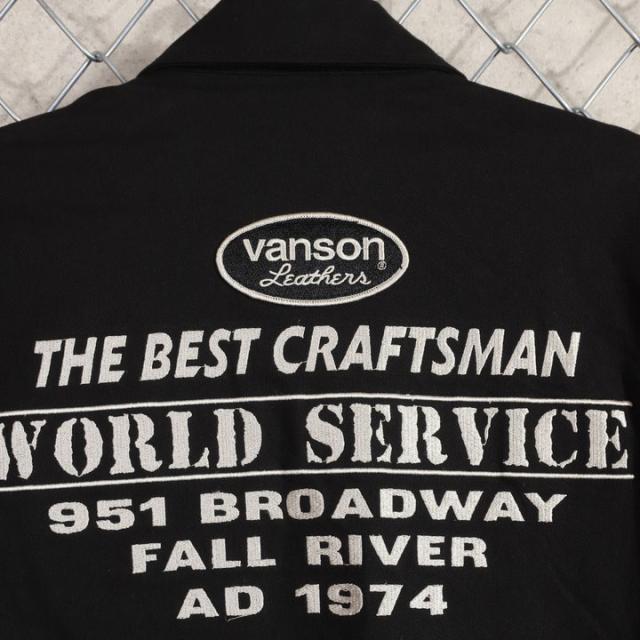 vanson
Leathers®
THE BEST CRAFTSMAN
WORLD SERVICE
951 BROADWAY
FALL RIVER
AD 1974